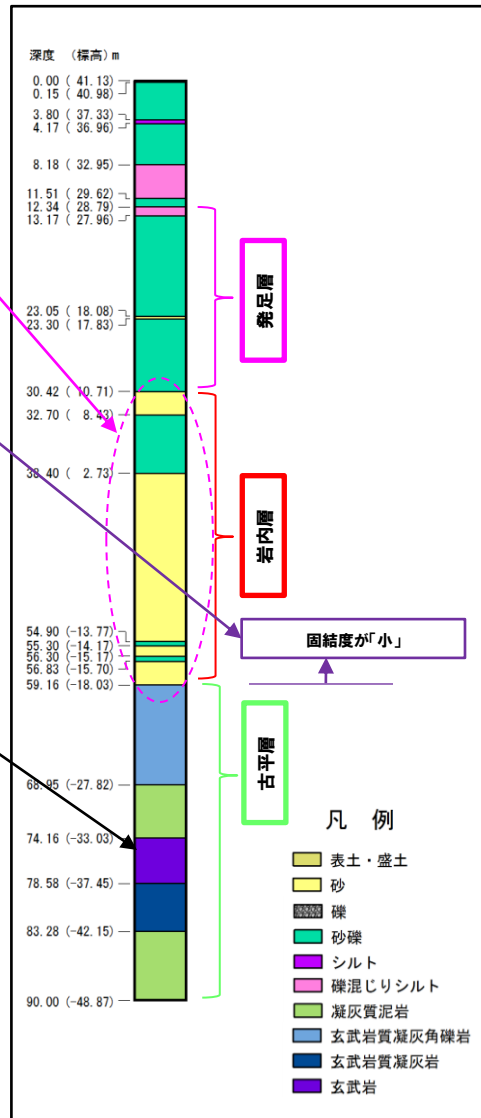 深度 (標高)m
0.00( 41.13)
0.15( 40.98)
3.80( 37.33)
4.17( 36.96)
8.18( 32.95)
11.51( 29.62)
12.34( 28.79)
13.17( 27.96)
23.05( 18.08)
23.30( 17.83)
30.42( 10.71)
32.70( 8.43)
38.40( 2.73)
54.90(-13.77)
55.30(-14.17)
56.30(-15.17)
56.83(-15.70)
59.16(-18.03)
68.95(-27.82)
74.16(-33.03)
78.58(-37.45)
83.28(-42.15)
90.00(-48.87)
発足層
岩内層
固結度が「小」
古平層
凡 例
表土・盛土
砂
礫
砂礫
シルト
礫混じりシルト
凝灰質泥岩
玄武岩質凝灰角礫岩
玄武岩質凝灰岩
玄武岩